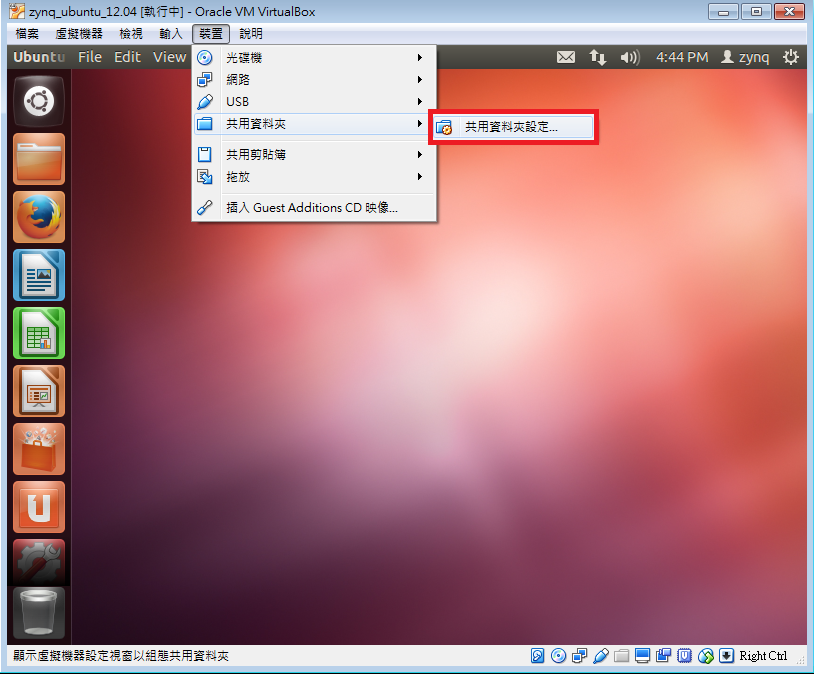 zynq_ubuntu_12.04 [執行中] - Oracle VM VirtualBox
檔案 虛擬機器 檢視 輸入 裝置 說明
Ubuntu File Edit View 4:44 PM zynq
光碟機
網路
USB
共用資料夾
共用資料夾設定...
共用剪貼簿
拖放
插入 Guest Additions CD 映像...
顯示虛擬機器設定視窗以組態共用資料夾 Right Ctrl